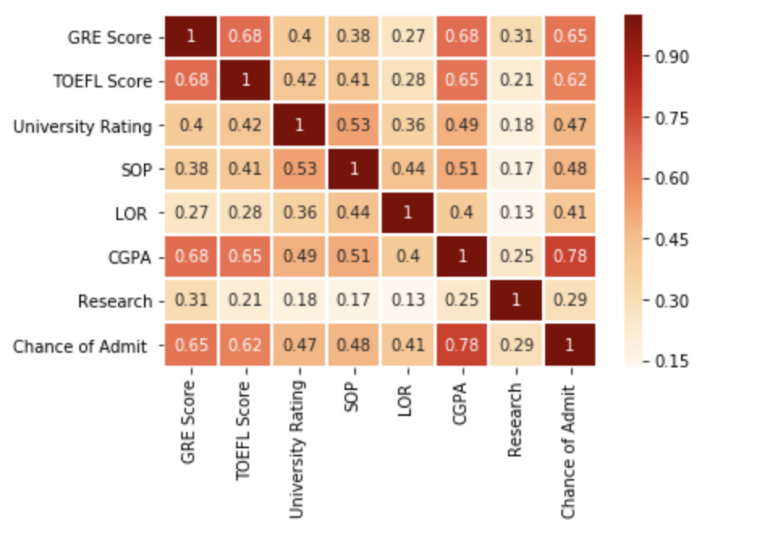 GRE Score 1 0.68 0.4 0.38 0.27 0.68 0.31 0.65
TOEFL Score 0.68 1 0.42 0.41 0.28 0.65 0.21 0.62
University Rating 0.4 0.42 1 0.53 0.36 0.49 0.18 0.47
SOP 0.38 0.41 0.53 1 0.44 0.51 0.17 0.48
LOR 0.27 0.28 0.36 0.44 1 0.4 0.13 0.41
CGPA 0.68 0.65 0.49 0.51 0.4 1 0.25 0.78
Research 0.31 0.21 0.18 0.17 0.13 0.25 1 0.29
Chance of Admit 0.65 0.62 0.47 0.48 0.41 0.78 0.29 1
GRE Score
TOEFL Score
University Rating
SOP
LOR
CGPA
Research
Chance of Admit
0.90
0.75
0.60
0.45
0.30
0.15